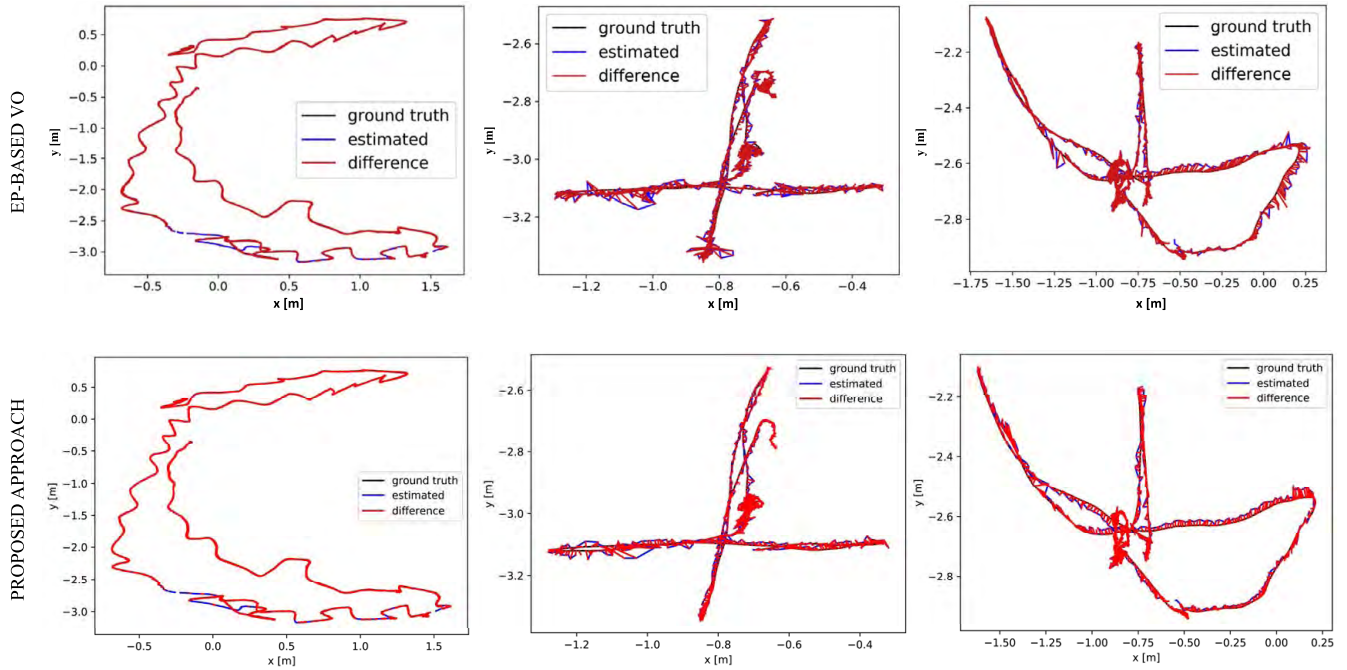 EP-BASED VO
y [m]
0.5
0.0
−0.5
−1.0
−1.5
−2.0
−2.5
−3.0
ground truth
estimated
difference
−0.5
0.0
0.5
1.0
1.5
x [m]
y [m]
−2.6
−2.8
−3.0
−3.2
ground truth
estimated
difference
−1.2
−1.0
−0.8
−0.6
−0.4
x [m]
y [m]
−2.2
−2.4
−2.6
−2.8
ground truth
estimated
difference
−1.75
−1.50
−1.25
−1.00
−0.75
−0.50
−0.25
0.00
x [m]
PROPOSED APPROACH
y [m]
0.5
0.0
−0.5
−1.0
−1.5
−2.0
−2.5
−3.0
ground truth
estimated
difference
−0.5
0.0
0.5
1.0
1.5
x [m]
y [m]
−2.6
−2.8
−3.0
−3.2
ground truth
estimated
difference
−1.2
−1.0
−0.8
−0.6
−0.4
x [m]
y [m]
−2.2
−2.4
−2.6
−2.8
ground truth
estimated
difference
−1.50
−1.25
−1.00
−0.75
−0.50
−0.25
0.00
0.25
x [m]